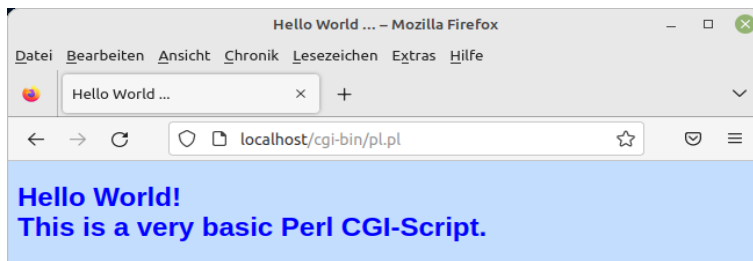 Hello World ... – Mozilla Firefox
Datei Bearbeiten Ansicht Chronik Lesezeichen Extras Hilfe
Hello World ...
localhost/cgi-bin/pl.pl
Hello World!
This is a very basic Perl CGI-Script.